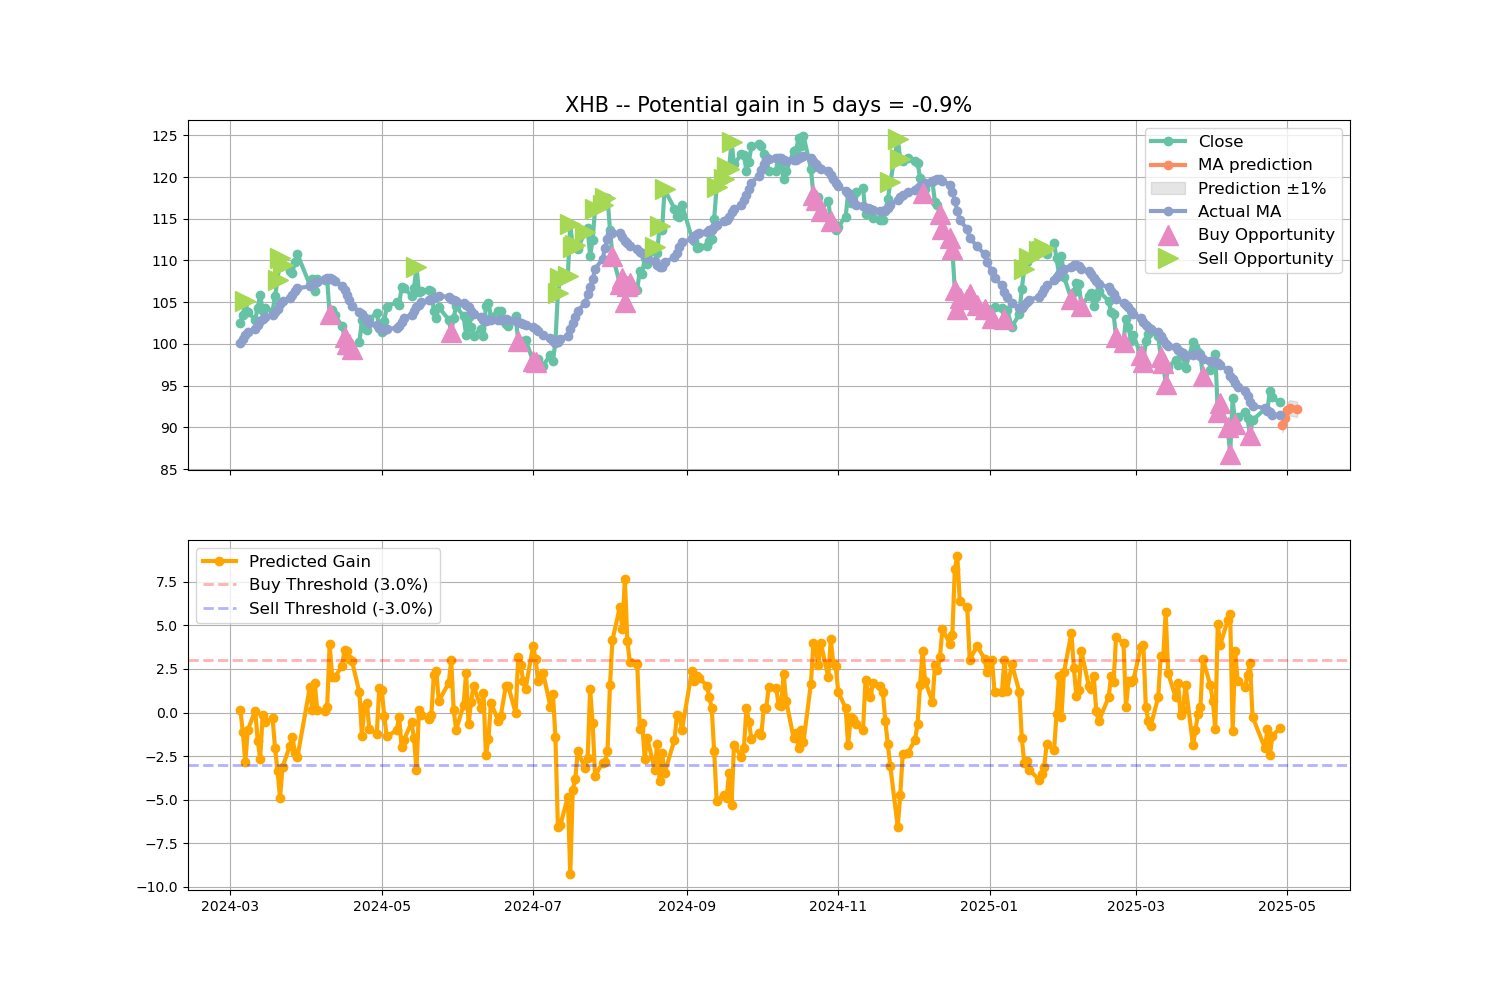 XHB -- Potential gain in 5 days = -0.9%
125
120
115
110
105
100
95
90
85
Close
MA prediction
Prediction ±1%
Actual MA
Buy Opportunity
Sell Opportunity
7.5
5.0
2.5
0.0
−2.5
−5.0
−7.5
−10.0
Predicted Gain
Buy Threshold (3.0%)
Sell Threshold (-3.0%)
2024-03 2024-05 2024-07 2024-09 2024-11 2025-01 2025-03 2025-05